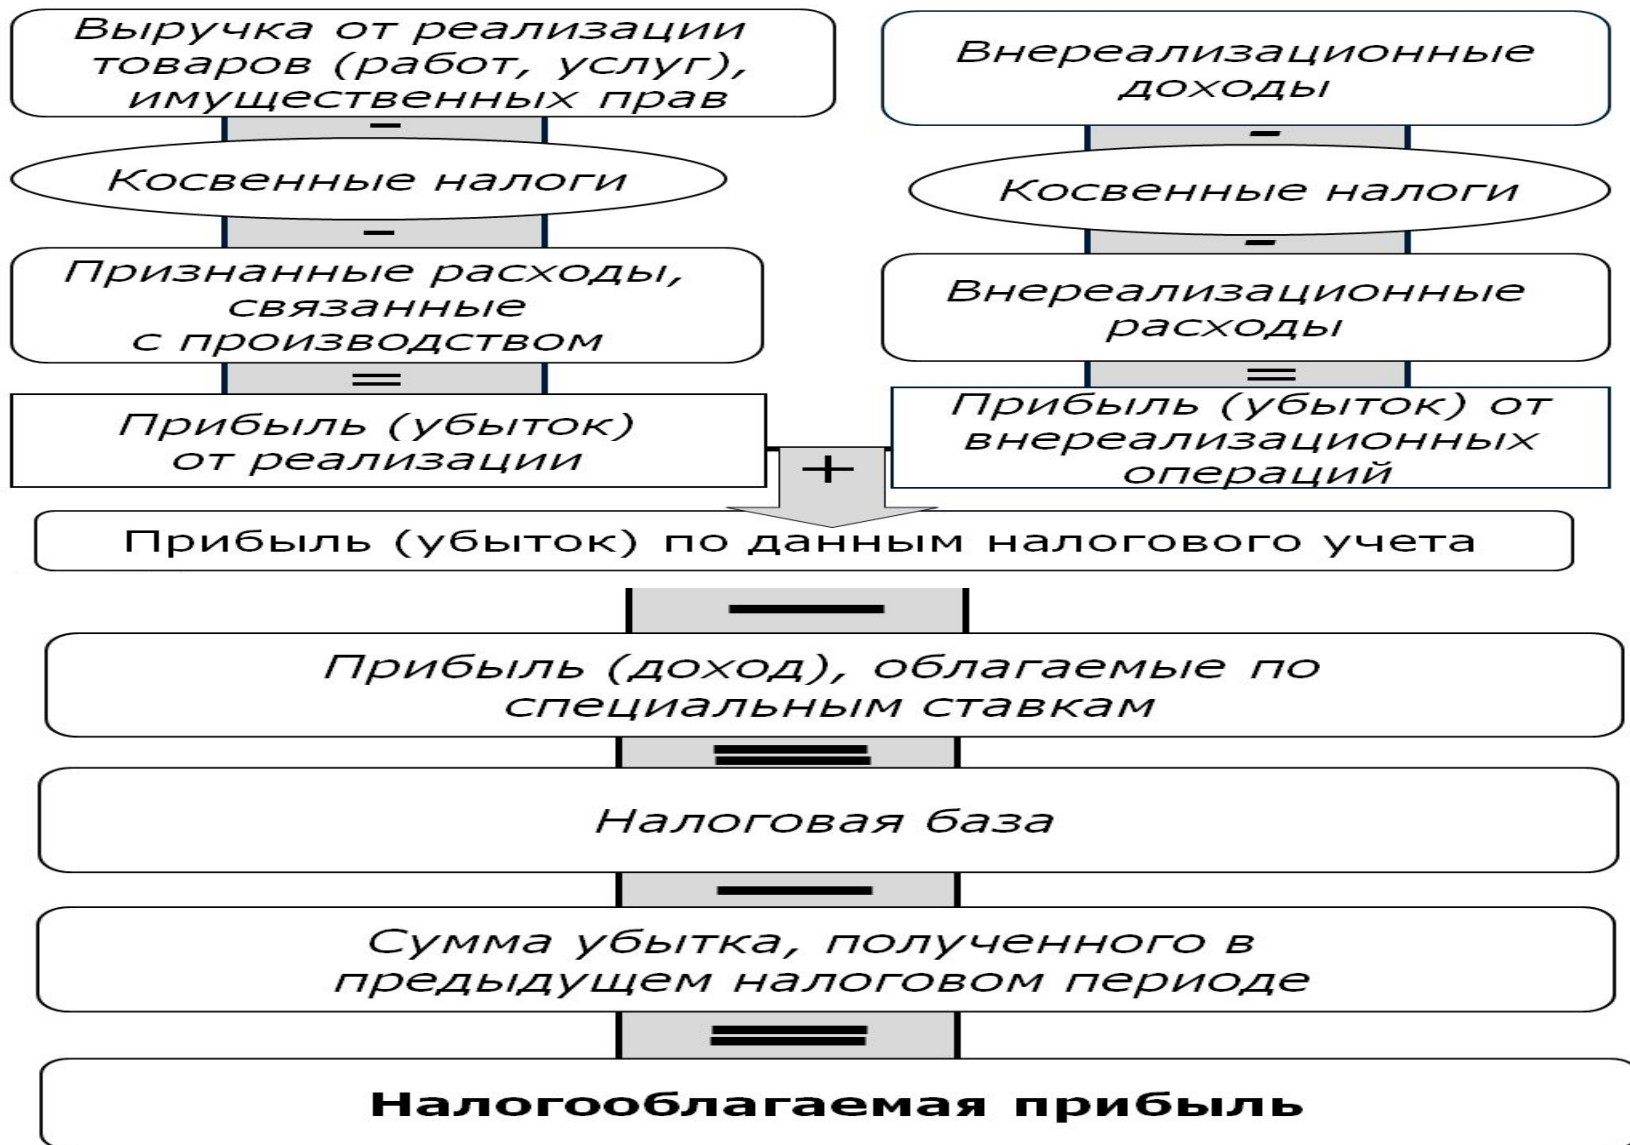 Выручка от реализации
товаров (работ, услуг),
имущественных прав
–
Косвенные налоги
–
Признанные расходы,
связанные
с производством
=
Прибыль (убыток)
от реализации
Внереализационные
доходы
–
Косвенные налоги
–
Внереализационные
расходы
=
Прибыль (убыток) от
внереализационных
операций
+
Прибыль (убыток) по данным налогового учета
—
Прибыль (доход), облагаемые по
специальным ставкам
=
Налоговая база
—
Сумма убытка, полученного в
предыдущем налоговом периоде
=
Налогооблагаемая прибыль